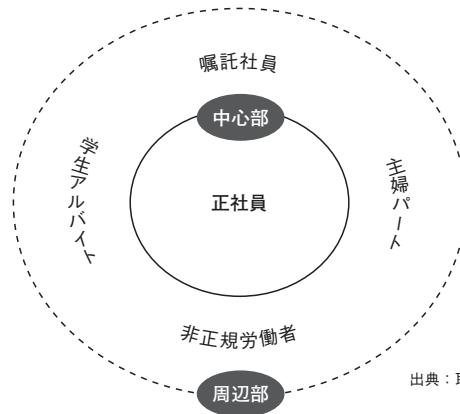 嘱託社員
中心部
学生アルバイト
正社員
主婦パート
非正規労働者
周辺部
出典：